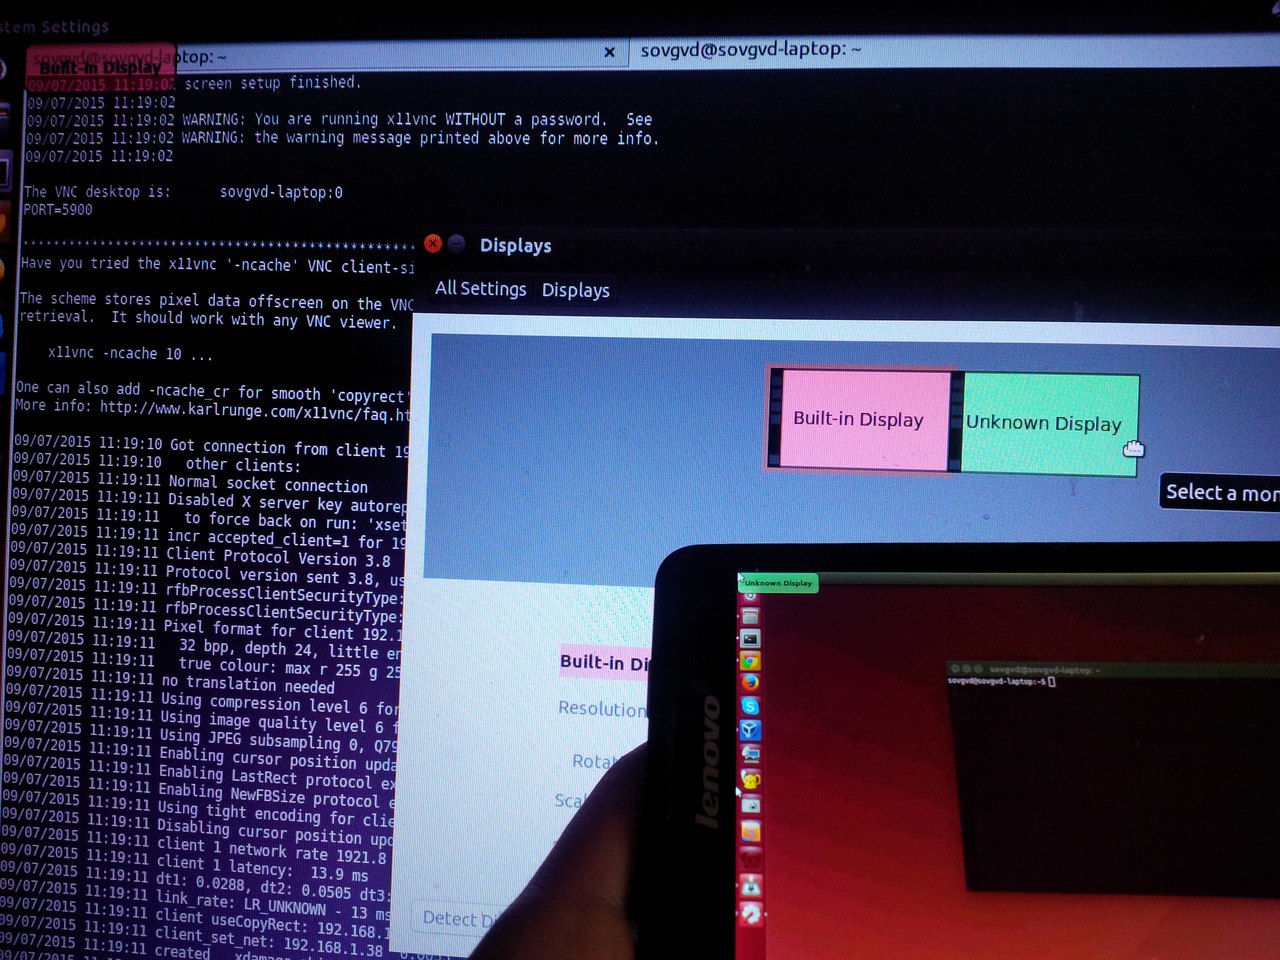 stem Settings
sovgvd@sovgvd-laptop: ~
sovgvd@sovgvd-laptop: ~
Built-in Display
09/07/2015 11:19:02 screen setup finished.
09/07/2015 11:19:02
09/07/2015 11:19:02 WARNING: You are running x11vnc WITHOUT a password.  See
09/07/2015 11:19:02 WARNING: the warning message printed above for more info.
09/07/2015 11:19:02
The VNC desktop is:      sovgvd-laptop:0
PORT=5900
Have you tried the x11vnc '-ncache' VNC client-si
The scheme stores pixel data offscreen on the VNC
retrieval.  It should work with any VNC viewer.
x11vnc -ncache 10 ...
One can also add -ncache_cr for smooth 'copyrect'
More info: http://www.karlrunge.com/x11vnc/faq.ht
09/07/2015 11:19:10 Got connection from client 19
09/07/2015 11:19:10   other clients:
09/07/2015 11:19:11 Normal socket connection
09/07/2015 11:19:11 Disabled X server key autorep
09/07/2015 11:19:11   to force back on run: 'xset
09/07/2015 11:19:11 incr accepted_client=1 for 19
09/07/2015 11:19:11 Client Protocol Version 3.8
09/07/2015 11:19:11 Protocol version sent 3.8, us
09/07/2015 11:19:11 rfbProcessClientSecurityType:
09/07/2015 11:19:11 rfbProcessClientSecurityType:
09/07/2015 11:19:11 Pixel format for client 192.1
09/07/2015 11:19:11   32 bpp, depth 24, little en
09/07/2015 11:19:11   true colour: max r 255 g 25
09/07/2015 11:19:11 no translation needed
09/07/2015 11:19:11 Using compression level 6 for
09/07/2015 11:19:11 Using image quality level 6 f
09/07/2015 11:19:11 Using JPEG subsampling 0, Q79
09/07/2015 11:19:11 Enabling cursor position upda
09/07/2015 11:19:11 Enabling LastRect protocol ex
09/07/2015 11:19:11 Enabling NewFBSize protocol e
09/07/2015 11:19:11 Using tight encoding for clie
09/07/2015 11:19:11 Disabling cursor position upd
09/07/2015 11:19:11 client 1 network rate 1921.8
09/07/2015 11:19:11 client 1 latency:  13.9 ms
09/07/2015 11:19:11 dt1: 0.0288, dt2: 0.0505 dt3:
09/07/2015 11:19:11 link_rate: LR_UNKNOWN - 13 ms
09/07/2015 11:19:11 client useCopyRect: 192.168.1
09/07/2015 11:19:11 client_set_net: 192.168.1.38
09/07/2015 11:19:11 created
Displays
All Settings
Displays
Built-in Display
Unknown Display
Select a mon
Built-in Di
Resolution
Rota
Scal
Detect Di
lenovo
Unknown Display
sovgvd@sovgvd-laptop: ~
sovgvd@sovgvd-laptop:~$